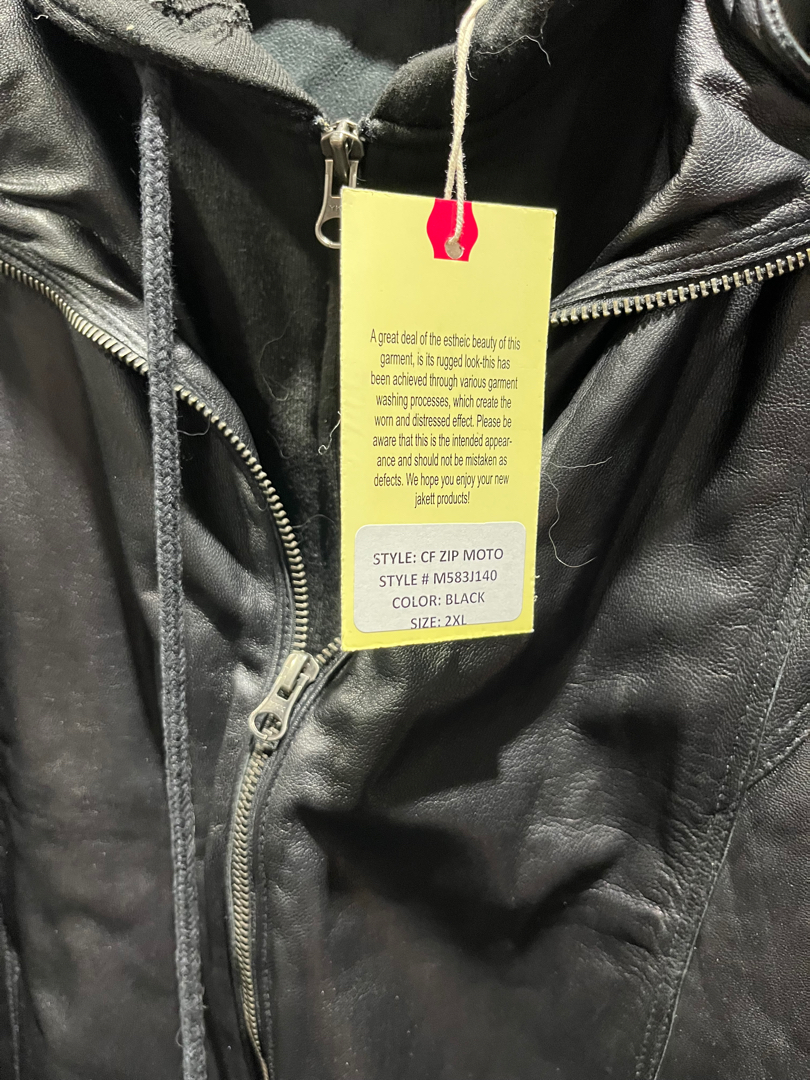 A great deal of the estheic beauty of this
garment, is its rugged look-this has
been achieved through various garment
washing processes, which create the
worn and distressed effect. Please be
aware that this is the intended appear-
ance and should not be mistaken as
defects. We hope you enjoy your new
jakett products!
STYLE: CF ZIP MOTO
STYLE # M583J140
COLOR: BLACK
SIZE: 2XL